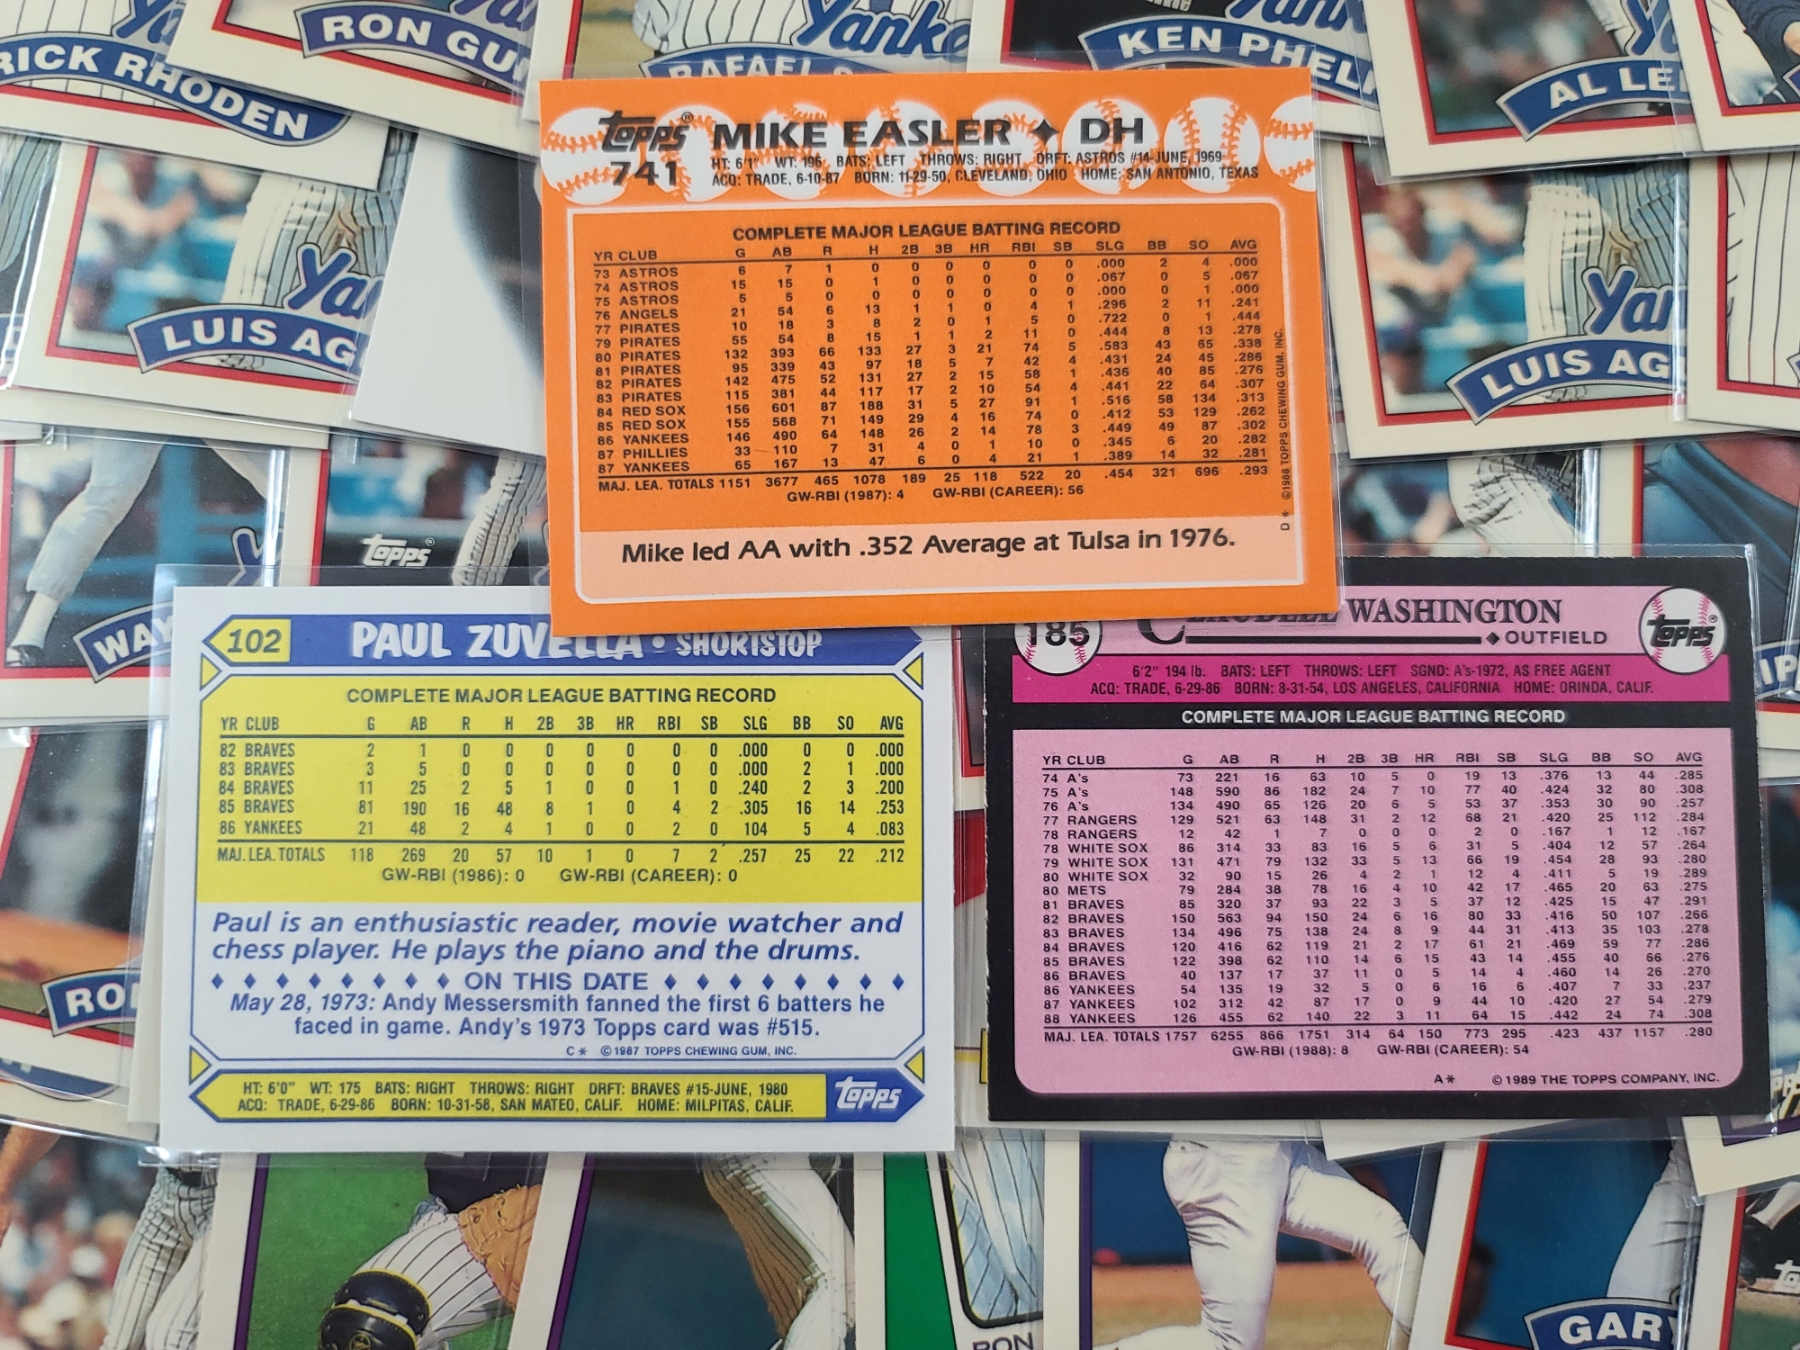 RICK RHODEN
RON GU
Yanke
RAFAEL
KEN PHEL
AL LE
LUIS AG
LUIS AG
Topps
741
MIKE EASLER ✦ DH
HT: 6'1" WT: 196 BATS: LEFT THROWS: RIGHT DRFT: ASTROS #14-JUNE, 1969
ACQ: TRADE, 6-10-87 BORN: 11-29-50, CLEVELAND, OHIO HOME: SAN ANTONIO, TEXAS
COMPLETE MAJOR LEAGUE BATTING RECORD
YR CLUB G AB R H 2B 3B HR RBI SB SLG BB SO AVG
73 ASTROS 6 7 1 0 0 0 0 0 0 .000 2 4 .000
74 ASTROS 15 15 0 1 0 0 0 0 0 .067 0 5 .067
75 ASTROS 5 5 0 0 0 0 0 0 0 .000 0 1 .000
76 ANGELS 21 54 6 13 1 1 0 4 1 .296 2 11 .241
77 PIRATES 10 18 3 8 2 0 1 5 0 .722 0 1 .444
79 PIRATES 55 54 8 15 1 1 2 11 0 .444 8 13 .278
80 PIRATES 132 393 66 133 27 3 21 74 5 .583 43 65 .338
81 PIRATES 95 339 43 97 18 5 7 42 4 .431 24 45 .286
82 PIRATES 142 475 52 131 27 2 15 58 1 .436 40 85 .276
83 PIRATES 115 381 44 117 17 2 10 54 4 .441 22 64 .307
84 RED SOX 156 601 87 188 31 5 27 91 1 .516 58 134 .313
85 RED SOX 155 568 71 149 29 4 16 74 0 .412 53 129 .262
86 YANKEES 146 490 64 148 26 2 14 78 3 .449 49 87 .302
87 PHILLIES 33 110 7 31 4 0 1 10 0 .345 6 20 .282
87 YANKEES 65 167 13 47 6 0 4 21 1 .389 14 32 .281
MAJ. LEA. TOTALS 1151 3677 465 1078 189 25 118 522 20 .454 321 696 .293
GW-RBI (1987): 4 GW-RBI (CAREER): 56
Mike led AA with .352 Average at Tulsa in 1976.
D* ©1988 TOPPS CHEWING GUM, INC.
Topps
WAY
102
PAUL ZUVELLA • SHORTSTOP
COMPLETE MAJOR LEAGUE BATTING RECORD
YR CLUB G AB R H 2B 3B HR RBI SB SLG BB SO AVG
82 BRAVES 2 1 0 0 0 0 0 0 0 .000 0 0 .000
83 BRAVES 3 5 0 0 0 0 0 0 0 .000 2 1 .000
84 BRAVES 11 25 2 5 1 0 0 1 0 .240 2 3 .200
85 BRAVES 81 190 16 48 8 1 0 4 2 .305 16 14 .253
86 YANKEES 21 48 2 4 1 0 0 2 0 104 5 4 .083
MAJ. LEA. TOTALS 118 269 20 57 10 1 0 7 2 .257 25 22 .212
GW-RBI (1986): 0 GW-RBI (CAREER): 0
Paul is an enthusiastic reader, movie watcher and
chess player. He plays the piano and the drums.
♦ ♦ ♦ ♦ ♦ ♦ ♦ ♦ ON THIS DATE ♦ ♦ ♦ ♦ ♦ ♦ ♦ ♦
May 28, 1973: Andy Messersmith fanned the first 6 batters he
faced in game. Andy's 1973 Topps card was #515.
C* ©1987 TOPPS CHEWING GUM, INC.
HT: 6'0" WT: 175 BATS: RIGHT THROWS: RIGHT DRFT: BRAVES #15-JUNE, 1980
ACQ: TRADE, 6-29-86 BORN: 10-31-58, SAN MATEO, CALIF. HOME: MILPITAS, CALIF.
Topps
185
CLAUDELL WASHINGTON
♦ OUTFIELD
Topps
6'2" 194 lb. BATS: LEFT THROWS: LEFT SGND: A's-1972, AS FREE AGENT
ACQ: TRADE, 6-29-86 BORN: 8-31-54, LOS ANGELES, CALIFORNIA HOME: ORINDA, CALIF.
COMPLETE MAJOR LEAGUE BATTING RECORD
YR CLUB G AB R H 2B 3B HR RBI SB SLG BB SO AVG
74 A's 73 221 16 63 10 5 0 19 13 .376 13 44 .285
75 A's 148 590 86 182 24 7 10 77 40 .424 32 80 .308
76 A's 134 490 65 126 20 6 5 53 37 .353 30 90 .257
77 RANGERS 129 521 63 148 31 2 12 68 21 .420 25 112 .284
78 RANGERS 12 42 1 7 0 0 0 2 0 .167 1 12 .167
78 WHITE SOX 86 314 33 83 16 5 6 31 5 .404 12 57 .264
79 WHITE SOX 131 471 79 132 33 5 13 66 19 .454 28 93 .280
80 WHITE SOX 32 90 15 26 4 2 1 12 4 .411 5 19 .289
80 METS 79 284 38 78 16 4 10 42 17 .465 20 63 .275
81 BRAVES 85 320 37 93 22 3 5 37 12 .425 15 47 .291
82 BRAVES 150 563 94 150 24 6 16 80 33 .416 50 107 .266
83 BRAVES 134 496 75 138 24 8 9 44 31 .413 35 103 .278
84 BRAVES 120 416 62 119 21 2 17 61 21 .469 59 77 .286
85 BRAVES 122 398 62 110 14 6 15 43 14 .455 40 66 .276
86 BRAVES 40 137 17 37 11 0 5 14 4 .460 14 26 .270
86 YANKEES 54 135 19 32 5 0 6 16 6 .407 7 33 .237
87 YANKEES 102 312 42 87 17 0 9 44 10 .420 27 54 .279
88 YANKEES 126 455 62 140 22 3 11 64 15 .442 24 74 .308
MAJ. LEA. TOTALS 1757 6255 866 1751 314 64 150 773 295 .423 437 1157 .280
GW-RBI (1988): 8 GW-RBI (CAREER): 54
A* © 1989 THE TOPPS COMPANY, INC.
RO
RON
GARY